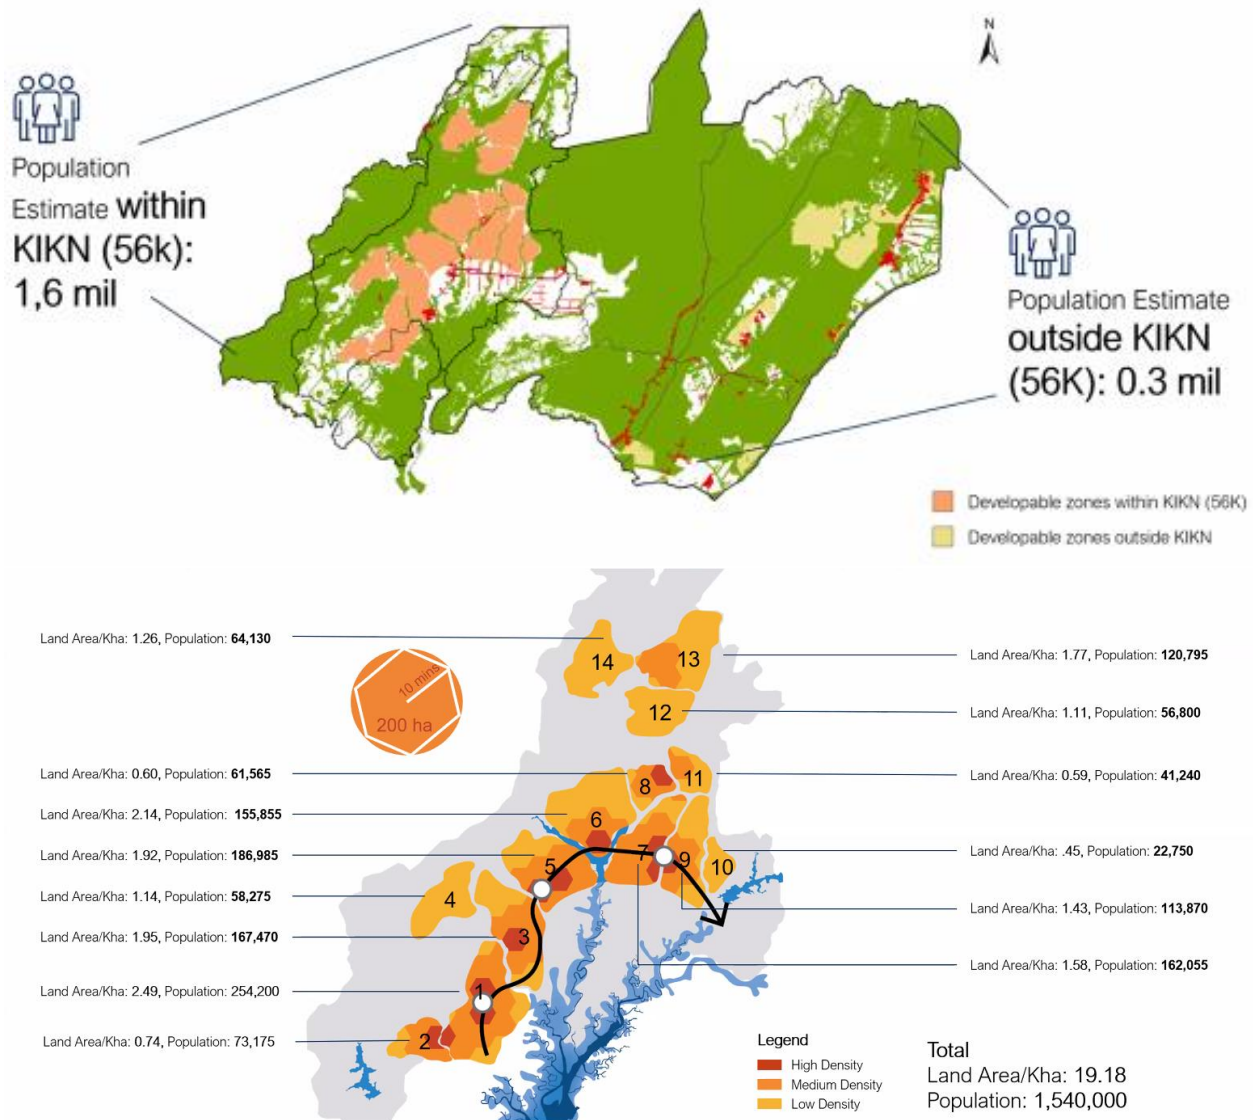 N
Population
Estimate within
KIKN (56k):
1,6 mil
Population Estimate
outside KIKN
(56K): 0.3 mil
Developable zones within KIKN (56K)
Developable zones outside KIKN
Land Area/Kha: 1.26, Population: 64,130
Land Area/Kha: 0.60, Population: 61,565
Land Area/Kha: 2.14, Population: 155,855
Land Area/Kha: 1.92, Population: 186,985
Land Area/Kha: 1.14, Population: 58,275
Land Area/Kha: 1.95, Population: 167,470
Land Area/Kha: 2.49, Population: 254,200
Land Area/Kha: 0.74, Population: 73,175
10 mins
200 ha
14
13
12
8
11
6
5
7
9
10
4
3
1
2
Land Area/Kha: 1.77, Population: 120,795
Land Area/Kha: 1.11, Population: 56,800
Land Area/Kha: 0.59, Population: 41,240
Land Area/Kha: .45, Population: 22,750
Land Area/Kha: 1.43, Population: 113,870
Land Area/Kha: 1.58, Population: 162,055
Legend
High Density
Medium Density
Low Density
Total
Land Area/Kha: 19.18
Population: 1,540,000